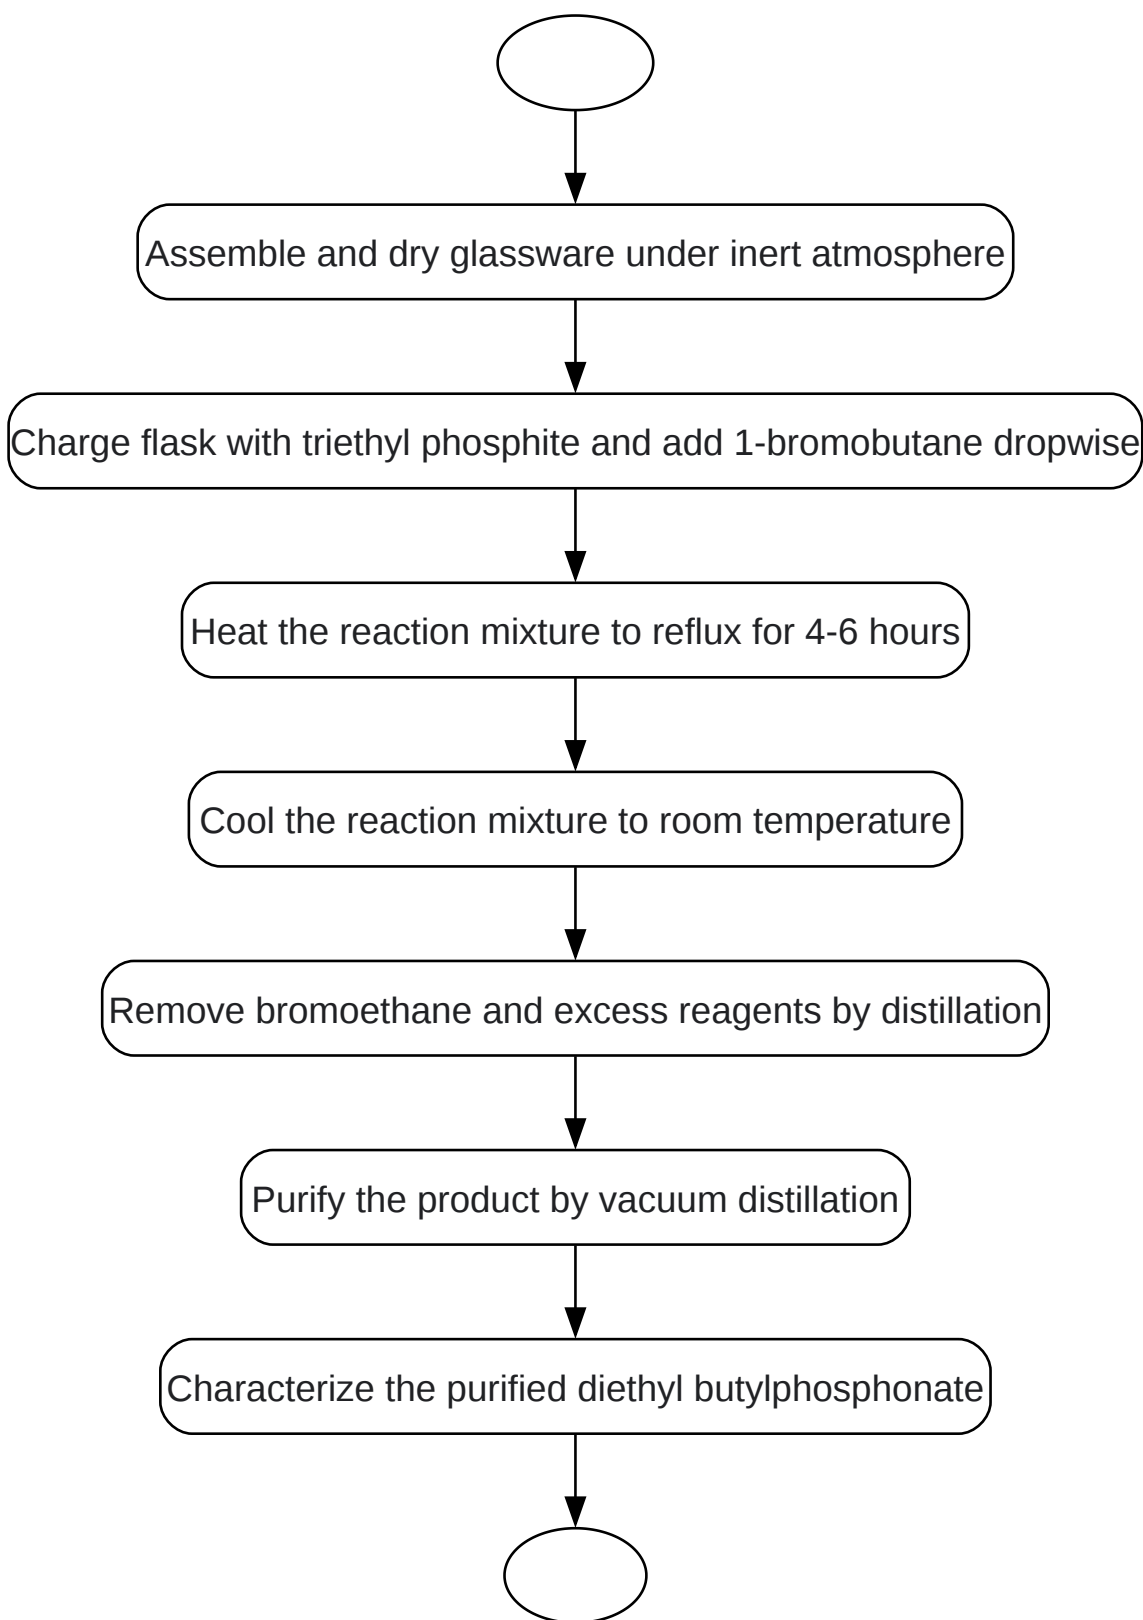 Assemble and dry glassware under inert atmosphere
Charge flask with triethyl phosphite and add 1-bromobutane dropwise
Heat the reaction mixture to reflux for 4-6 hours
Cool the reaction mixture to room temperature
Remove bromoethane and excess reagents by distillation
Purify the product by vacuum distillation
Characterize the purified diethyl butylphosphonate